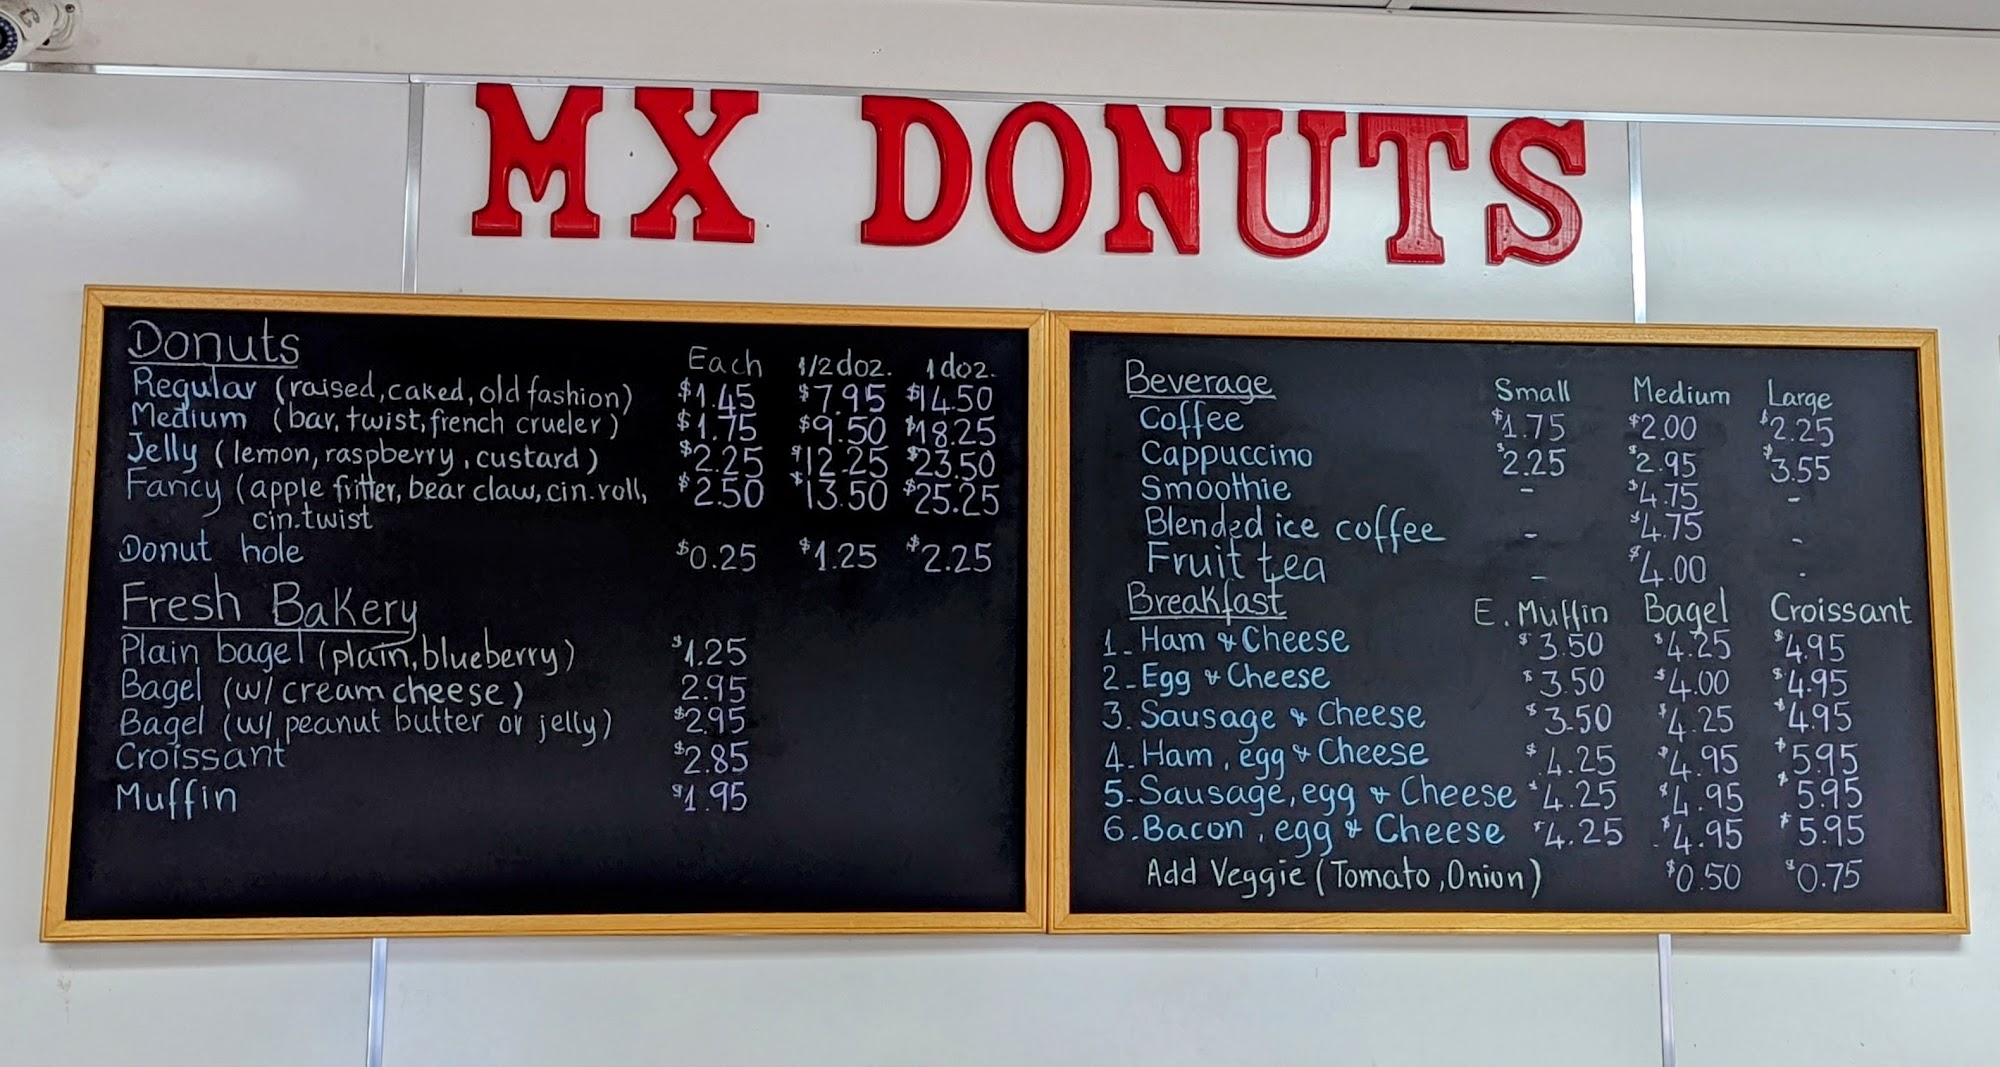 MX DONUTS
Donuts Each 1/2 doz. 1 doz.
Regular (raised, caked, old fashion) $1.45 $7.95 $14.50
Medium (bar, twist, french crueler) $1.75 $9.50 $18.25
Jelly (lemon, raspberry, custard) $2.25 $12.25 $23.50
Fancy (apple fritter, bear claw, cin. roll, $2.50 $13.50 $25.25
cin. twist
Donut hole $0.25 $1.25 $2.25
Fresh Bakery
Plain bagel (plain, blueberry) $1.25
Bagel (w/ cream cheese) 2.95
Bagel (w/ peanut butter or jelly) $2.95
Croissant $2.85
Muffin $1.95
Beverage Small Medium Large
Coffee $1.75 $2.00 $2.25
Cappuccino $2.25 $2.95 $3.55
Smoothie - $4.75 -
Blended ice coffee - $4.75 -
Fruit tea - $4.00 -
Breakfast E. Muffin Bagel Croissant
1- Ham & Cheese $3.50 $4.25 $4.95
2- Egg & Cheese $3.50 $4.00 $4.95
3. Sausage & Cheese $3.50 $4.25 $4.95
4- Ham, egg & Cheese $4.25 $4.95 $5.95
5- Sausage, egg & Cheese $4.25 $4.95 $5.95
6. Bacon, egg & Cheese $4.25 $4.95 $5.95
Add Veggie (Tomato, Onion) $0.50 $0.75